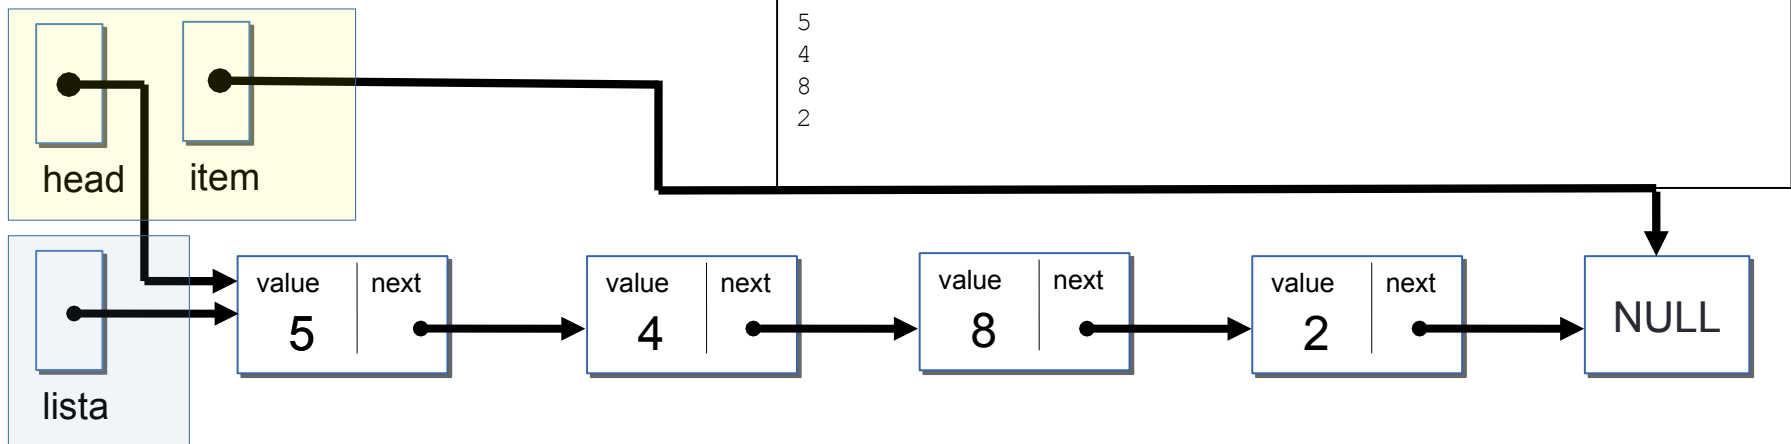 5
4
8
2
head item
value next value next value next value next
5 4 8 2 NULL
lista